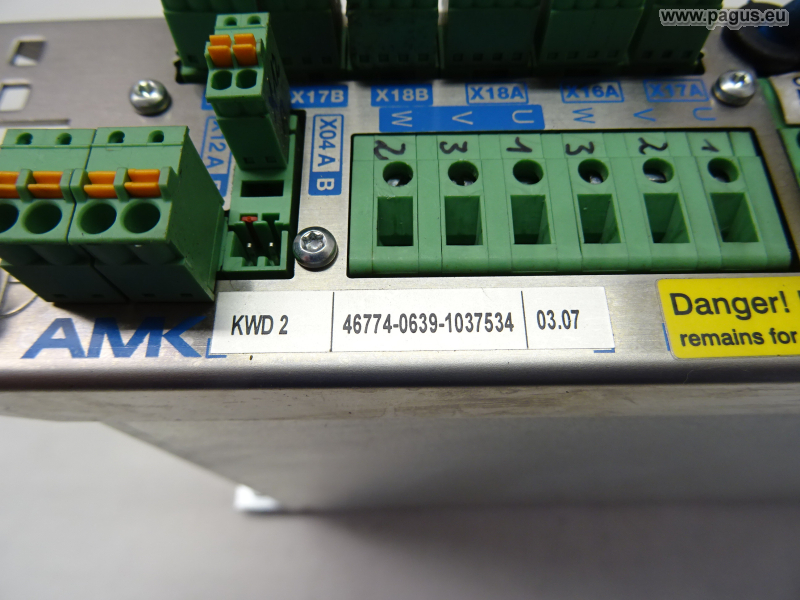 www.pagus.eu
X17B
X18B
X18A
X16A
X17A
W V U W V U
X12A
X04 A B
2 3 1 3 2 1
KWD 2
46774-0639-1037534
03.07
AMK
Danger!
remains for